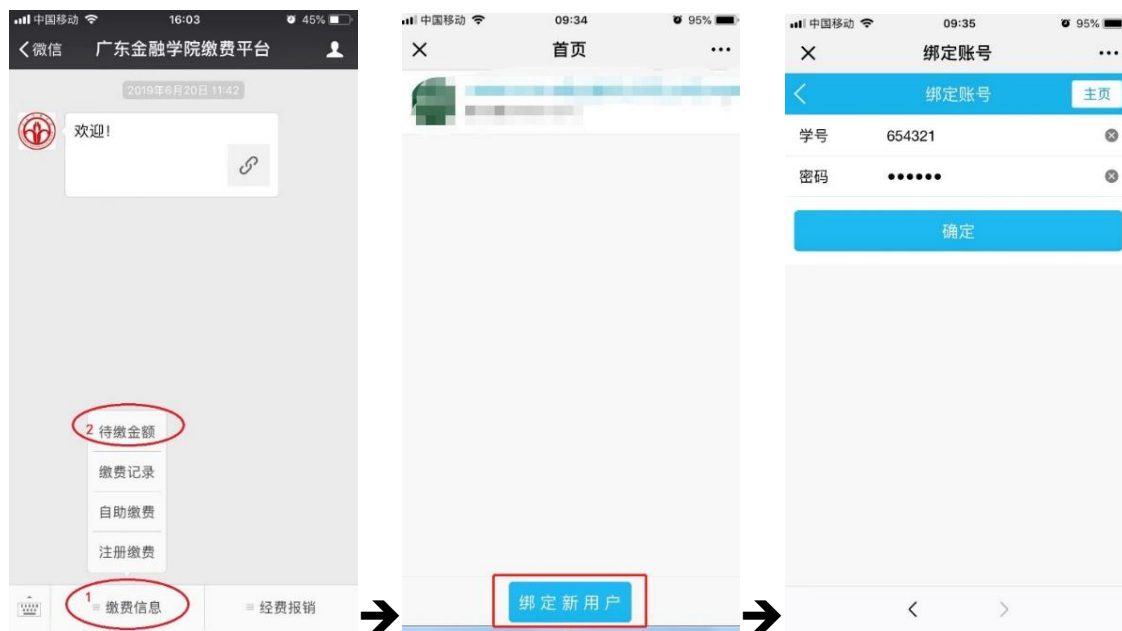 中国移动 16:03 45%
微信 广东金融学院缴费平台
2019年6月20日 11:42
欢迎!
2 待缴金额
缴费记录
自助缴费
注册缴费
1 缴费信息
经费报销
中国移动 09:34 95%
首页
绑定新用户
中国移动 09:35 95%
绑定账号
绑定账号 主页
学号 654321
密码 ●●●●●●
确定